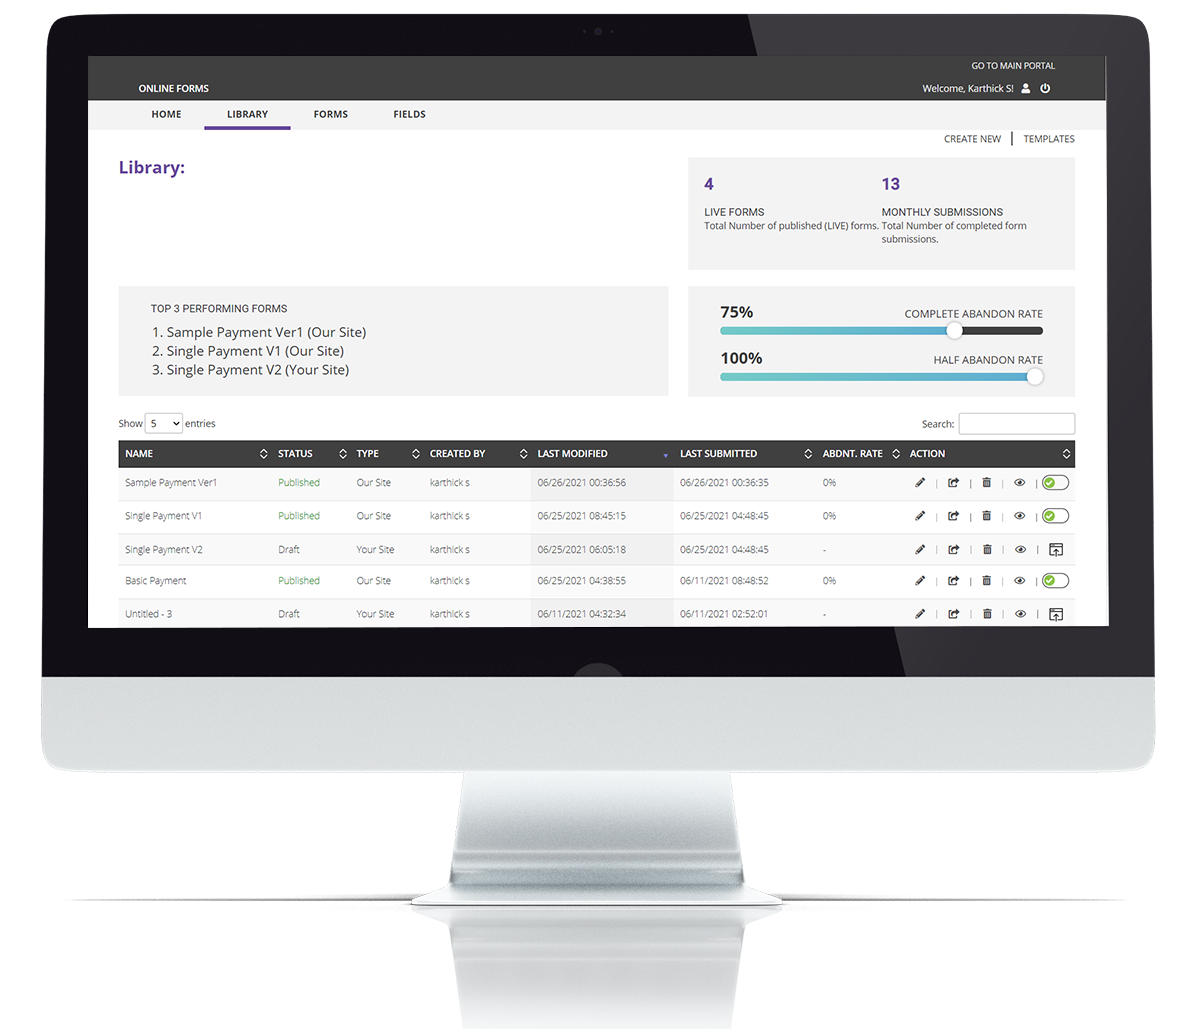 GO TO MAIN PORTAL
ONLINE FORMS
Welcome, Karthick S!
HOME LIBRARY FORMS FIELDS
CREATE NEW TEMPLATES
Library:
4 13
LIVE FORMS MONTHLY SUBMISSIONS
Total Number of published (LIVE) forms. Total Number of completed form
submissions.
TOP 3 PERFORMING FORMS
1. Sample Payment Ver1 (Our Site)
2. Single Payment V1 (Our Site)
3. Single Payment V2 (Your Site)
75% COMPLETE ABANDON RATE
100% HALF ABANDON RATE
Show 5 entries Search:
NAME STATUS TYPE CREATED BY LAST MODIFIED LAST SUBMITTED ABDNT. RATE ACTION
Sample Payment Ver1 Published Our Site karthick s 06/26/2021 00:36:56 06/26/2021 00:36:35 0%
Single Payment V1 Published Our Site karthick s 06/25/2021 08:45:15 06/25/2021 04:48:45 0%
Single Payment V2 Draft Your Site karthick s 06/25/2021 06:05:18 06/25/2021 04:48:45 -
Basic Payment Published Our Site karthick s 06/25/2021 04:38:55 06/11/2021 08:48:52 0%
Untitled - 3 Draft Your Site karthick s 06/11/2021 04:32:34 06/11/2021 02:52:01 -